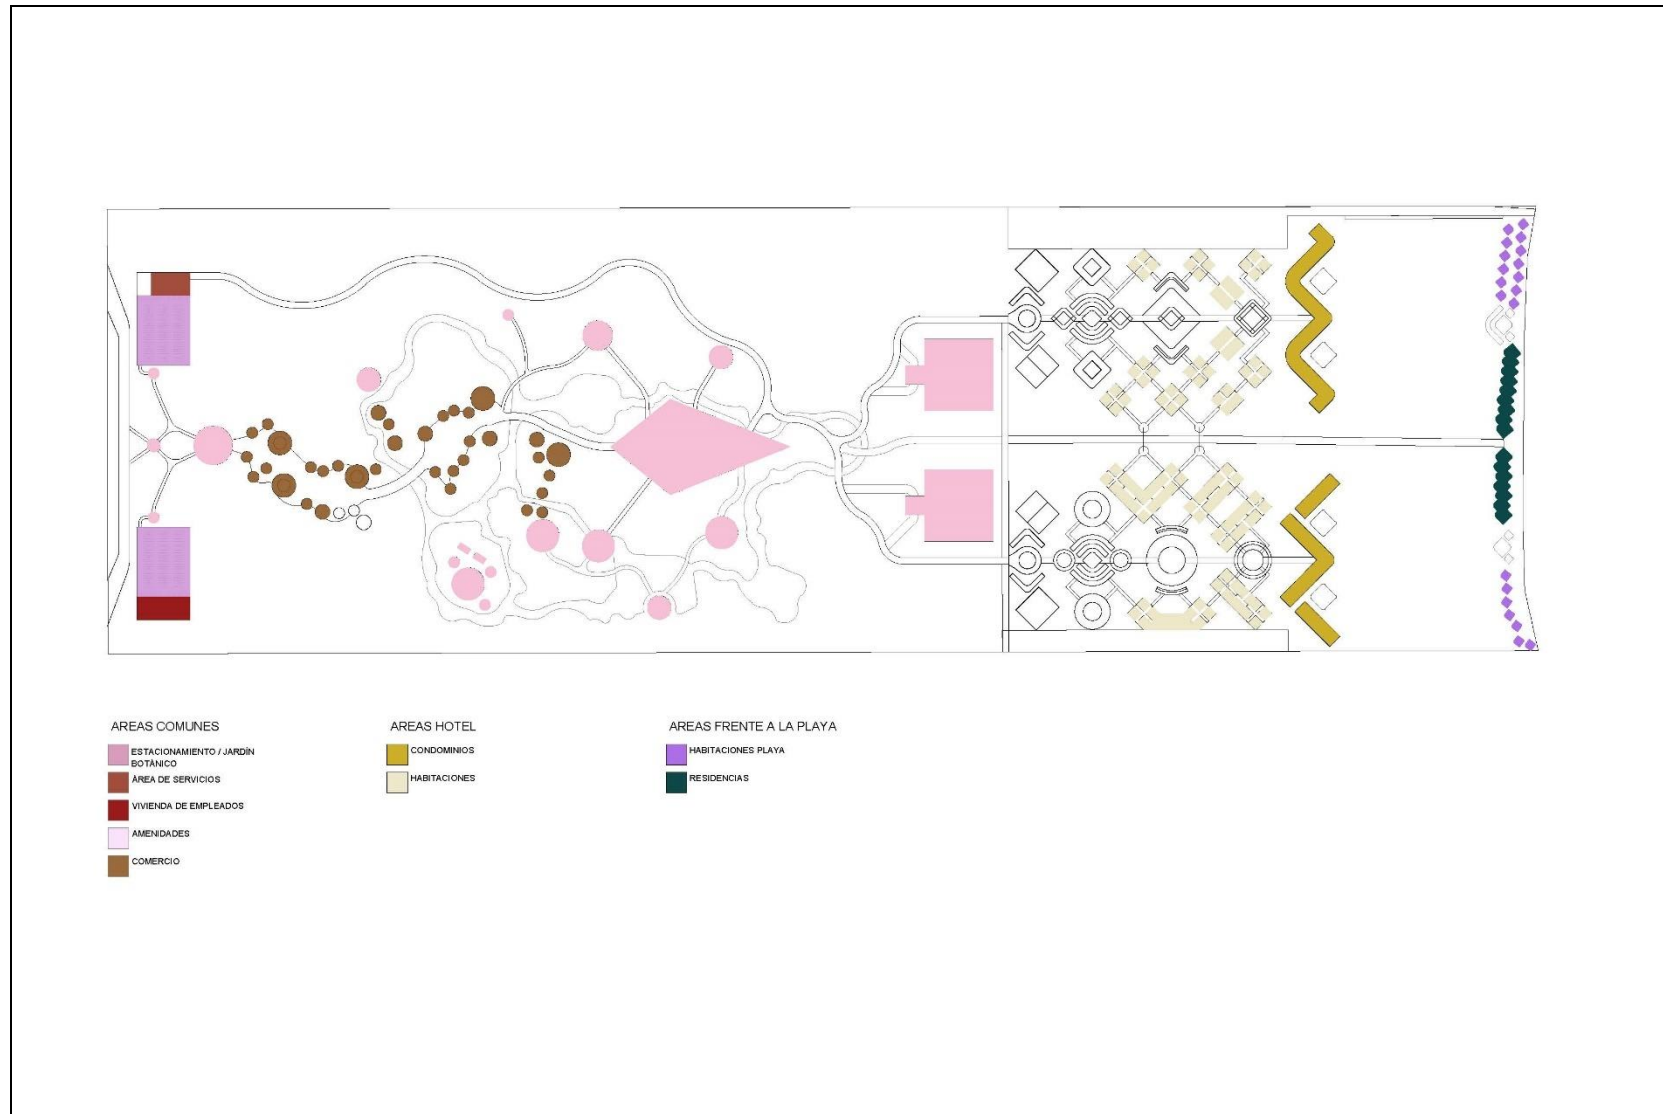 AREAS COMUNES
ESTACIONAMIENTO / JARDÍN
BOTÁNICO
ÁREA DE SERVICIOS
VIVIENDA DE EMPLEADOS
AMENIDADES
COMERCIO
AREAS HOTEL
CONDOMINIOS
HABITACIONES
AREAS FRENTE A LA PLAYA
HABITACIONES PLAYA
RESIDENCIAS